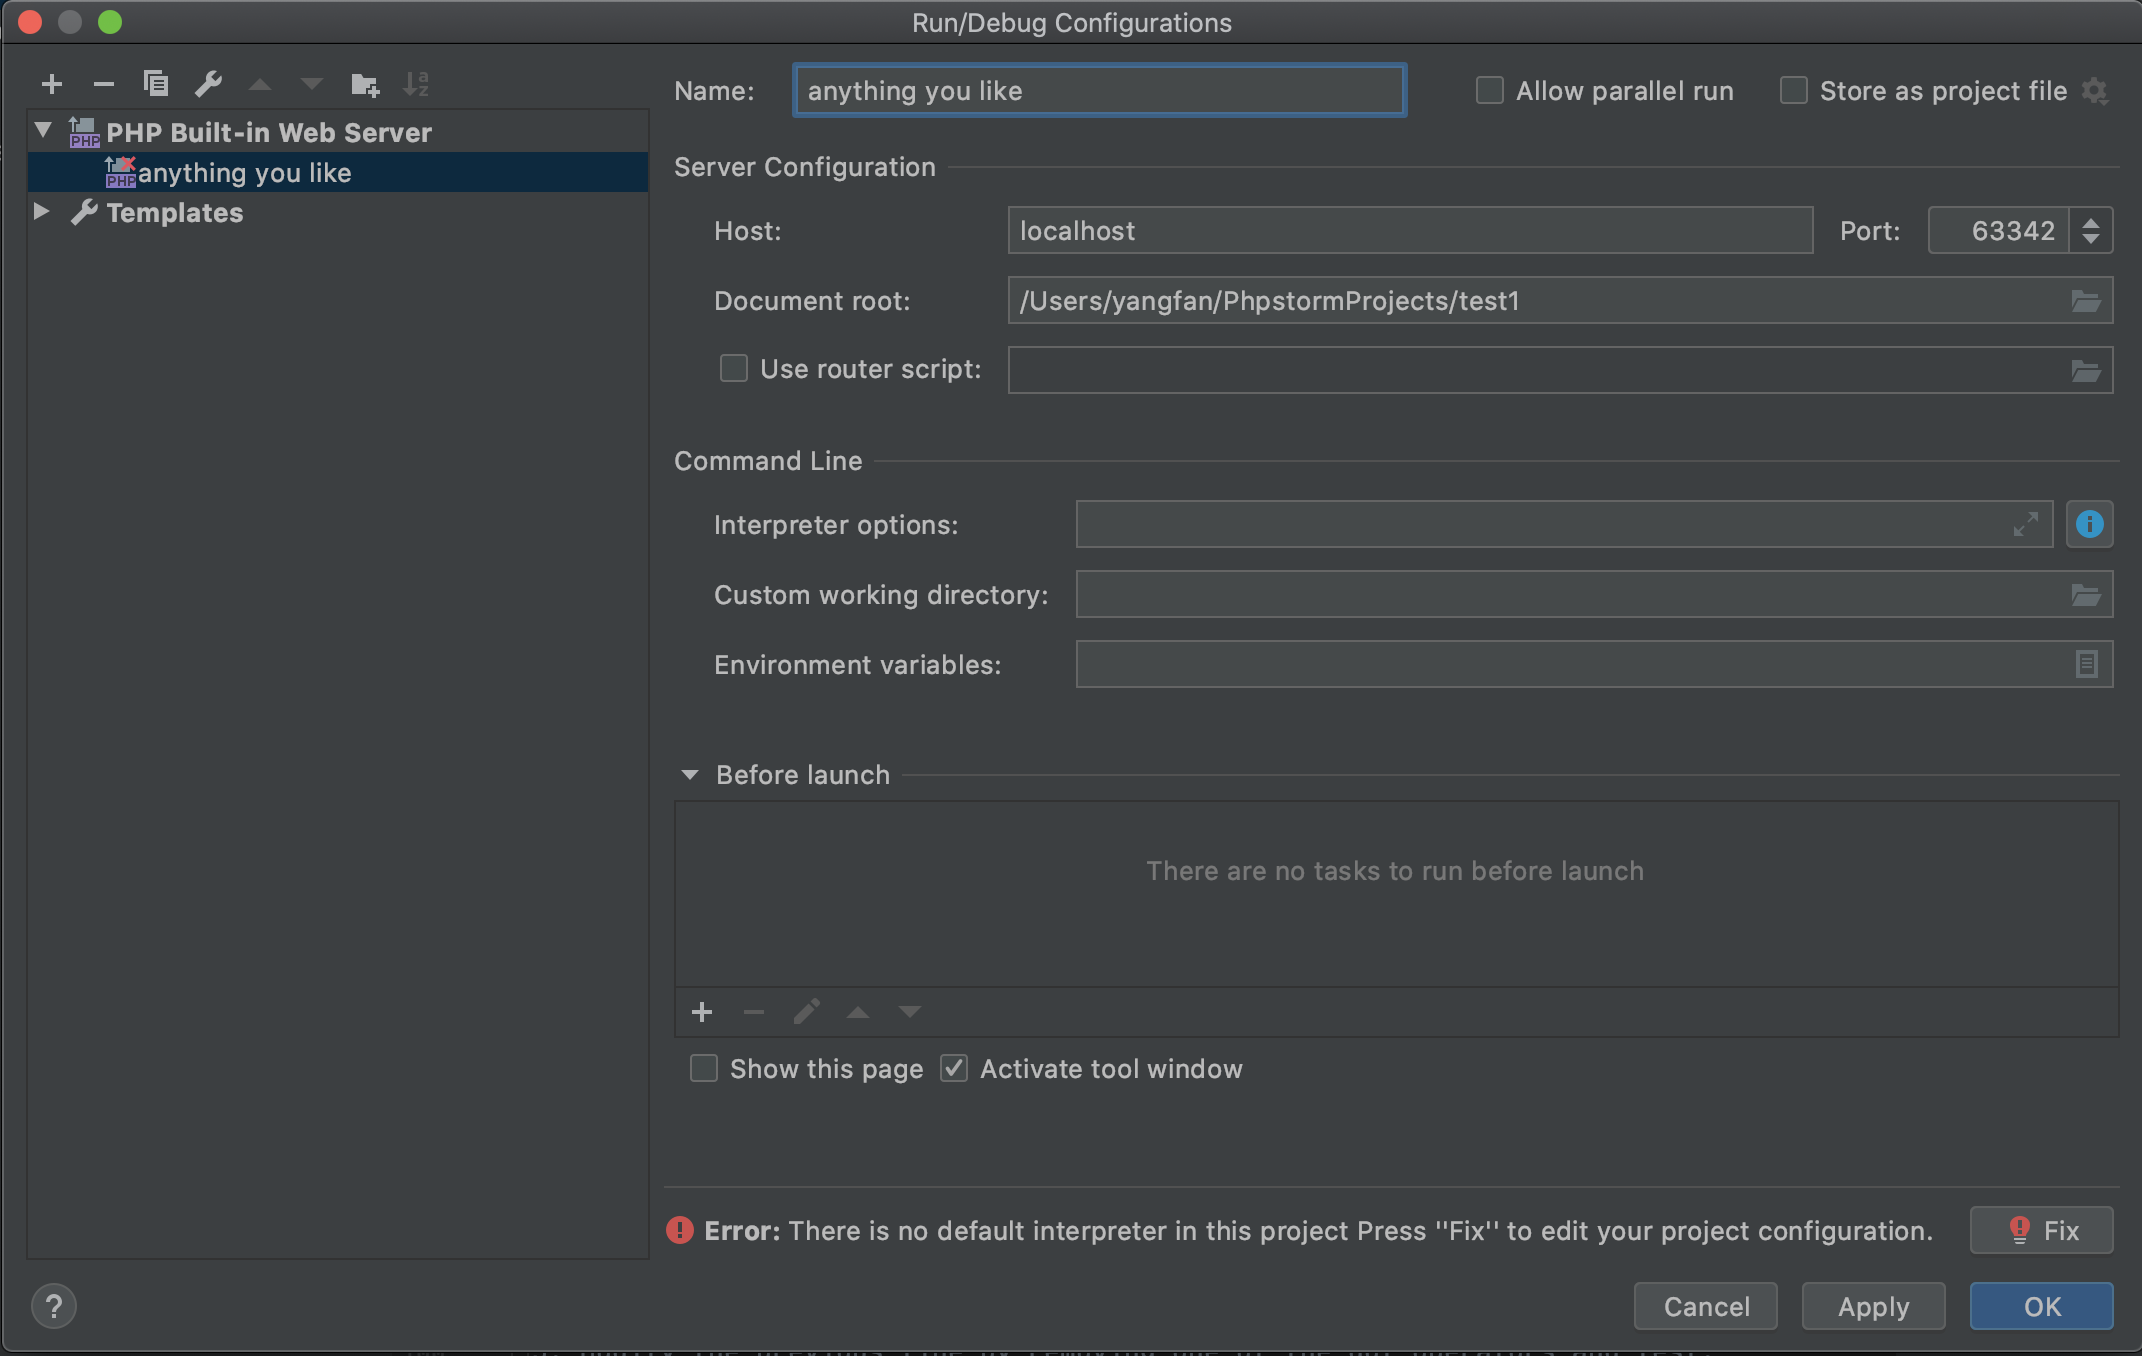 Run/Debug Configurations
Name: anything you like Allow parallel run Store as project file
PHP Built-in Web Server
anything you like
Templates
Server Configuration
Host: localhost Port: 63342
Document root: /Users/yangfan/PhpstormProjects/test1
Use router script:
Command Line
Interpreter options:
Custom working directory:
Environment variables:
Before launch
There are no tasks to run before launch
Show this page Activate tool window
Error: There is no default interpreter in this project Press ''Fix'' to edit your project configuration. Fix
? Cancel Apply OK